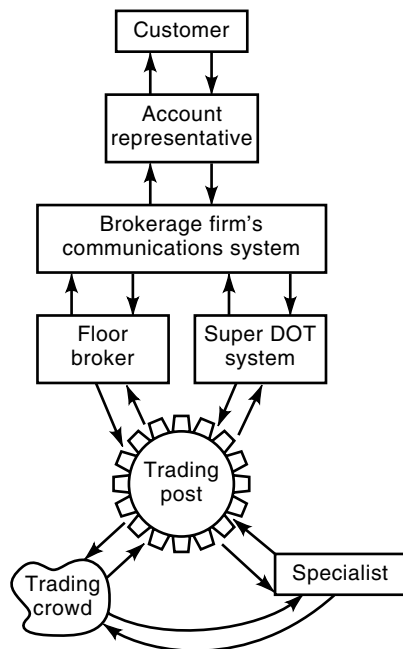 Customer
Account
representative
Brokerage firm's
communications system
Floor
broker
Super DOT
system
Trading
post
Trading
crowd
Specialist